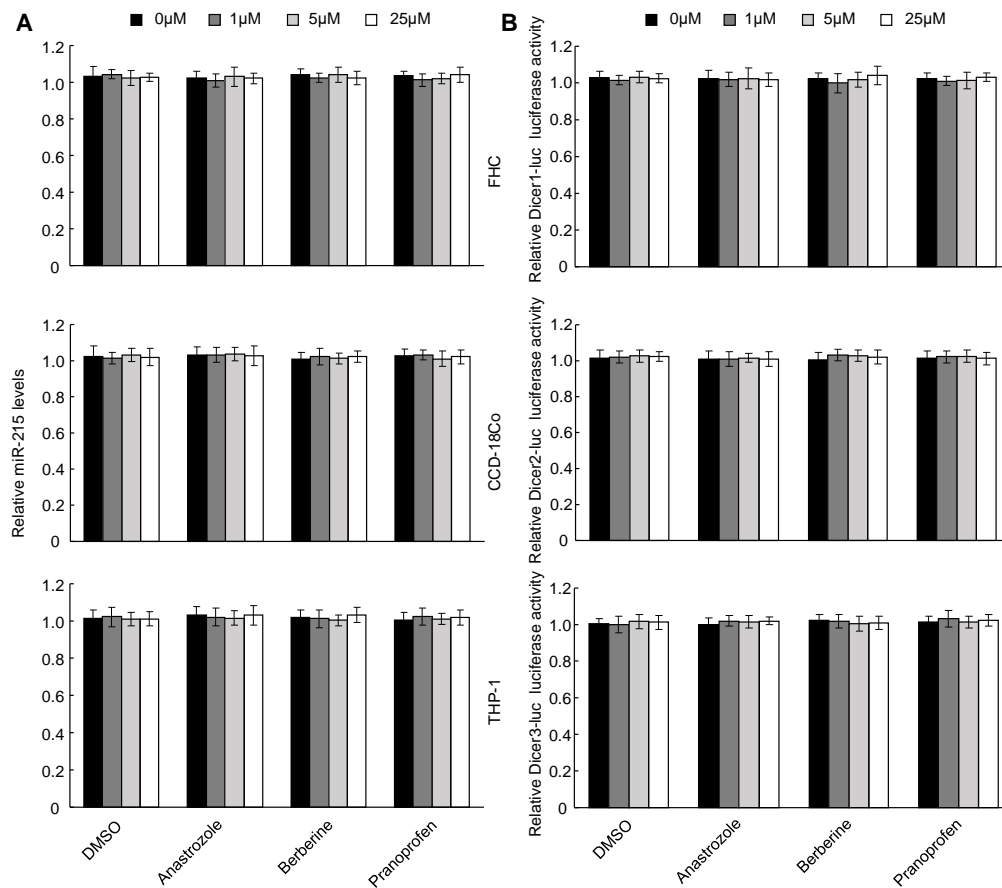 A
0µM 1µM 5µM 25µM
Relative miR-215 levels
1.2
1.0
0.8
0.6
0.4
0.2
0
FHC
1.2
1.0
0.8
0.6
0.4
0.2
0
CCD-18Co
1.2
1.0
0.8
0.6
0.4
0.2
0
THP-1
DMSO
Anastrozole
Berberine
Pranoprofen
B
0µM 1µM 5µM 25µM
Relative Dicer1-luc luciferase activity
1.2
1.0
0.8
0.6
0.4
0.2
0
Relative Dicer2-luc luciferase activity
1.2
1.0
0.8
0.6
0.4
0.2
0
Relative Dicer3-luc luciferase activity
1.2
1.0
0.8
0.6
0.4
0.2
0
DMSO
Anastrozole
Berberine
Pranoprofen